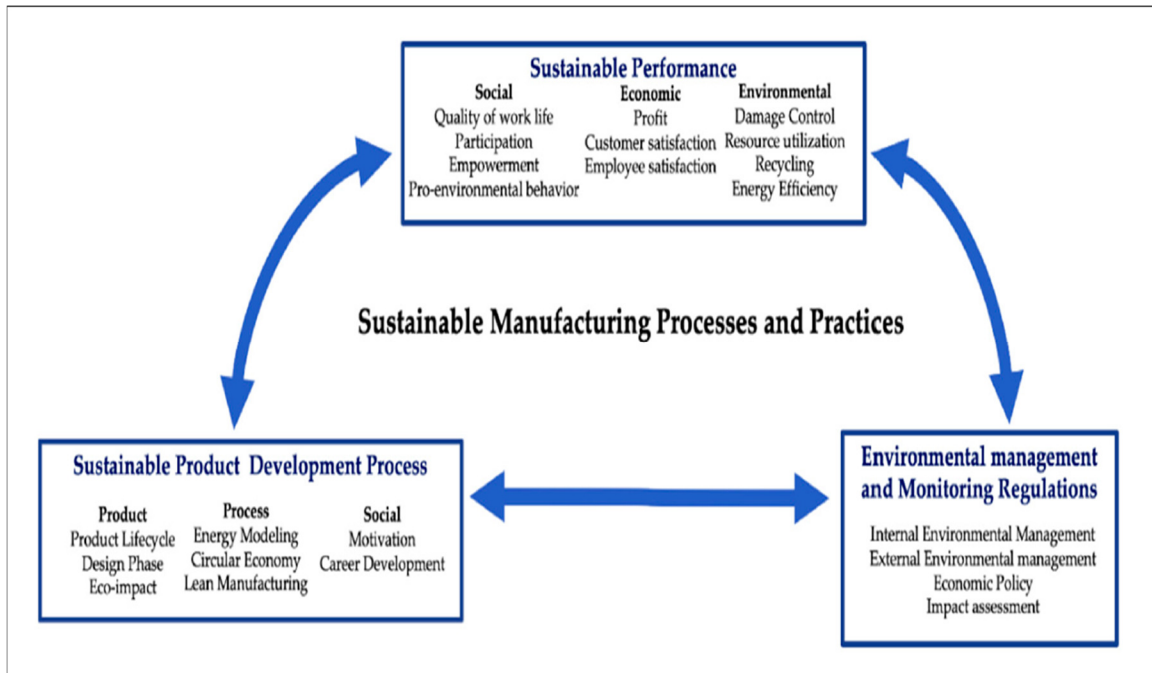 Sustainable Performance
Social
Quality of work life
Participation
Empowerment
Pro-environmental behavior
Economic
Profit
Customer satisfaction
Employee satisfaction
Environmental
Damage Control
Resource utilization
Recycling
Energy Efficiency
Sustainable Manufacturing Processes and Practices
Sustainable Product Development Process
Product
Product Lifecycle
Design Phase
Eco-impact
Process
Energy Modeling
Circular Economy
Lean Manufacturing
Social
Motivation
Career Development
Environmental management
and Monitoring Regulations
Internal Environmental Management
External Environmental management
Economic Policy
Impact assessment